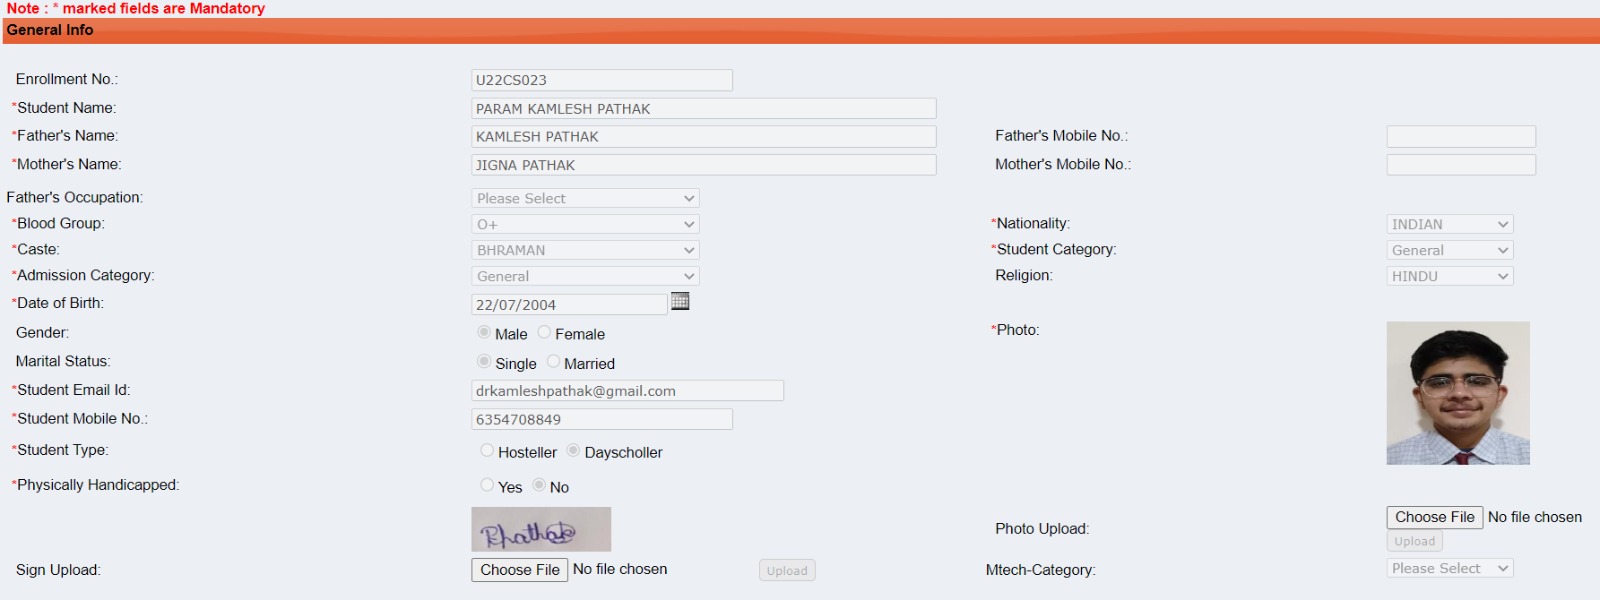 Note : * marked fields are Mandatory
General Info
Enrollment No.: U22CS023
*Student Name: PARAM KAMLESH PATHAK
*Father's Name: KAMLESH PATHAK Father's Mobile No.:
*Mother's Name: JIGNA PATHAK Mother's Mobile No.:
Father's Occupation: Please Select
*Blood Group: O+ *Nationality: INDIAN
*Caste: BHRAMAN *Student Category: General
*Admission Category: General Religion: HINDU
*Date of Birth: 22/07/2004
Gender: Male Female *Photo:
Marital Status: Single Married
*Student Email Id: drkamleshpathak@gmail.com
*Student Mobile No.: 6354708849
*Student Type: Hosteller Dayscholler
*Physically Handicapped: Yes No
Photo Upload: Choose File No file chosen
Upload
Sign Upload: Choose File No file chosen Upload Mtech-Category: Please Select